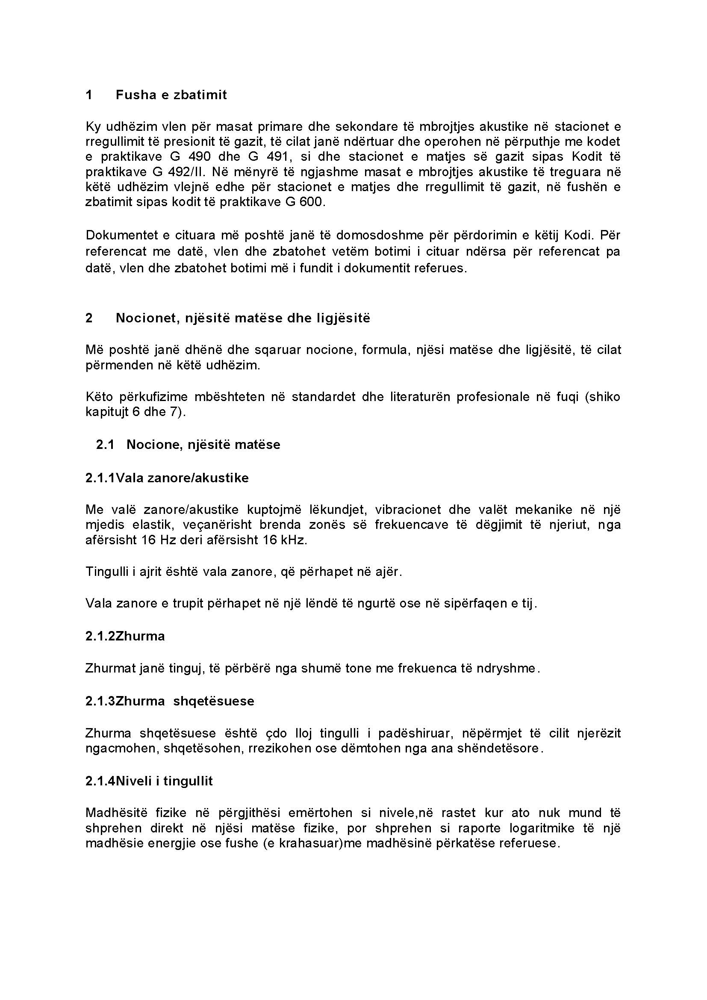 1 Fusha e zbatimit
Ky udhëzim vlen për masat primare dhe sekondare të mbrojtjes akustike në stacionet e
rregullimit të presionit të gazit, të cilat janë ndërtuar dhe operohen në përputhje me kodet
e praktikave G 490 dhe G 491, si dhe stacionet e matjes së gazit sipas Kodit të
praktikave G 492/II. Në mënyrë të ngjashme masat e mbrojtjes akustike të treguara në
këtë udhëzim vlejnë edhe për stacionet e matjes dhe rregullimit të gazit, në fushën e
zbatimit sipas kodit të praktikave G 600.
Dokumentet e cituara më poshtë janë të domosdoshme për përdorimin e këtij Kodi. Për
referencat me datë, vlen dhe zbatohet vetëm botimi i cituar ndërsa për referencat pa
datë, vlen dhe zbatohet botimi më i fundit i dokumentit referues.
2 Nocionet, njësitë matëse dhe ligjësitë
Më poshtë janë dhënë dhe sqaruar nocione, formula, njësi matëse dhe ligjësitë, të cilat
përmenden në këtë udhëzim.
Këto përkufizime mbështeten në standardet dhe literaturën profesionale në fuqi (shiko
kapitujt 6 dhe 7).
2.1 Nocione, njësitë matëse
2.1.1Vala zanore/akustike
Me valë zanore/akustike kuptojmë lëkundjet, vibracionet dhe valët mekanike në një
mjedis elastik, veçanërisht brenda zonës së frekuencave të dëgjimit të njeriut, nga
afërsisht 16 Hz deri afërsisht 16 kHz.
Tingulli i ajrit është vala zanore, që përhapet në ajër.
Vala zanore e trupit përhapet në një lëndë të ngurtë ose në sipërfaqen e tij.
2.1.2Zhurma
Zhurmat janë tinguj, të përbërë nga shumë tone me frekuenca të ndryshme.
2.1.3Zhurma shqetësuese
Zhurma shqetësuese është çdo lloj tingulli i padëshiruar, nëpërmjet të cilit njerëzit
ngacmohen, shqetësohen, rrezikohen ose dëmtohen nga ana shëndetësore.
2.1.4Niveli i tingullit
Madhësitë fizike në përgjithësi emërtohen si nivele,në rastet kur ato nuk mund të
shprehen direkt në njësi matëse fizike, por shprehen si raporte logaritmike të një
madhësie energjie ose fushe (e krahasuar)me madhësinë përkatëse referuese.